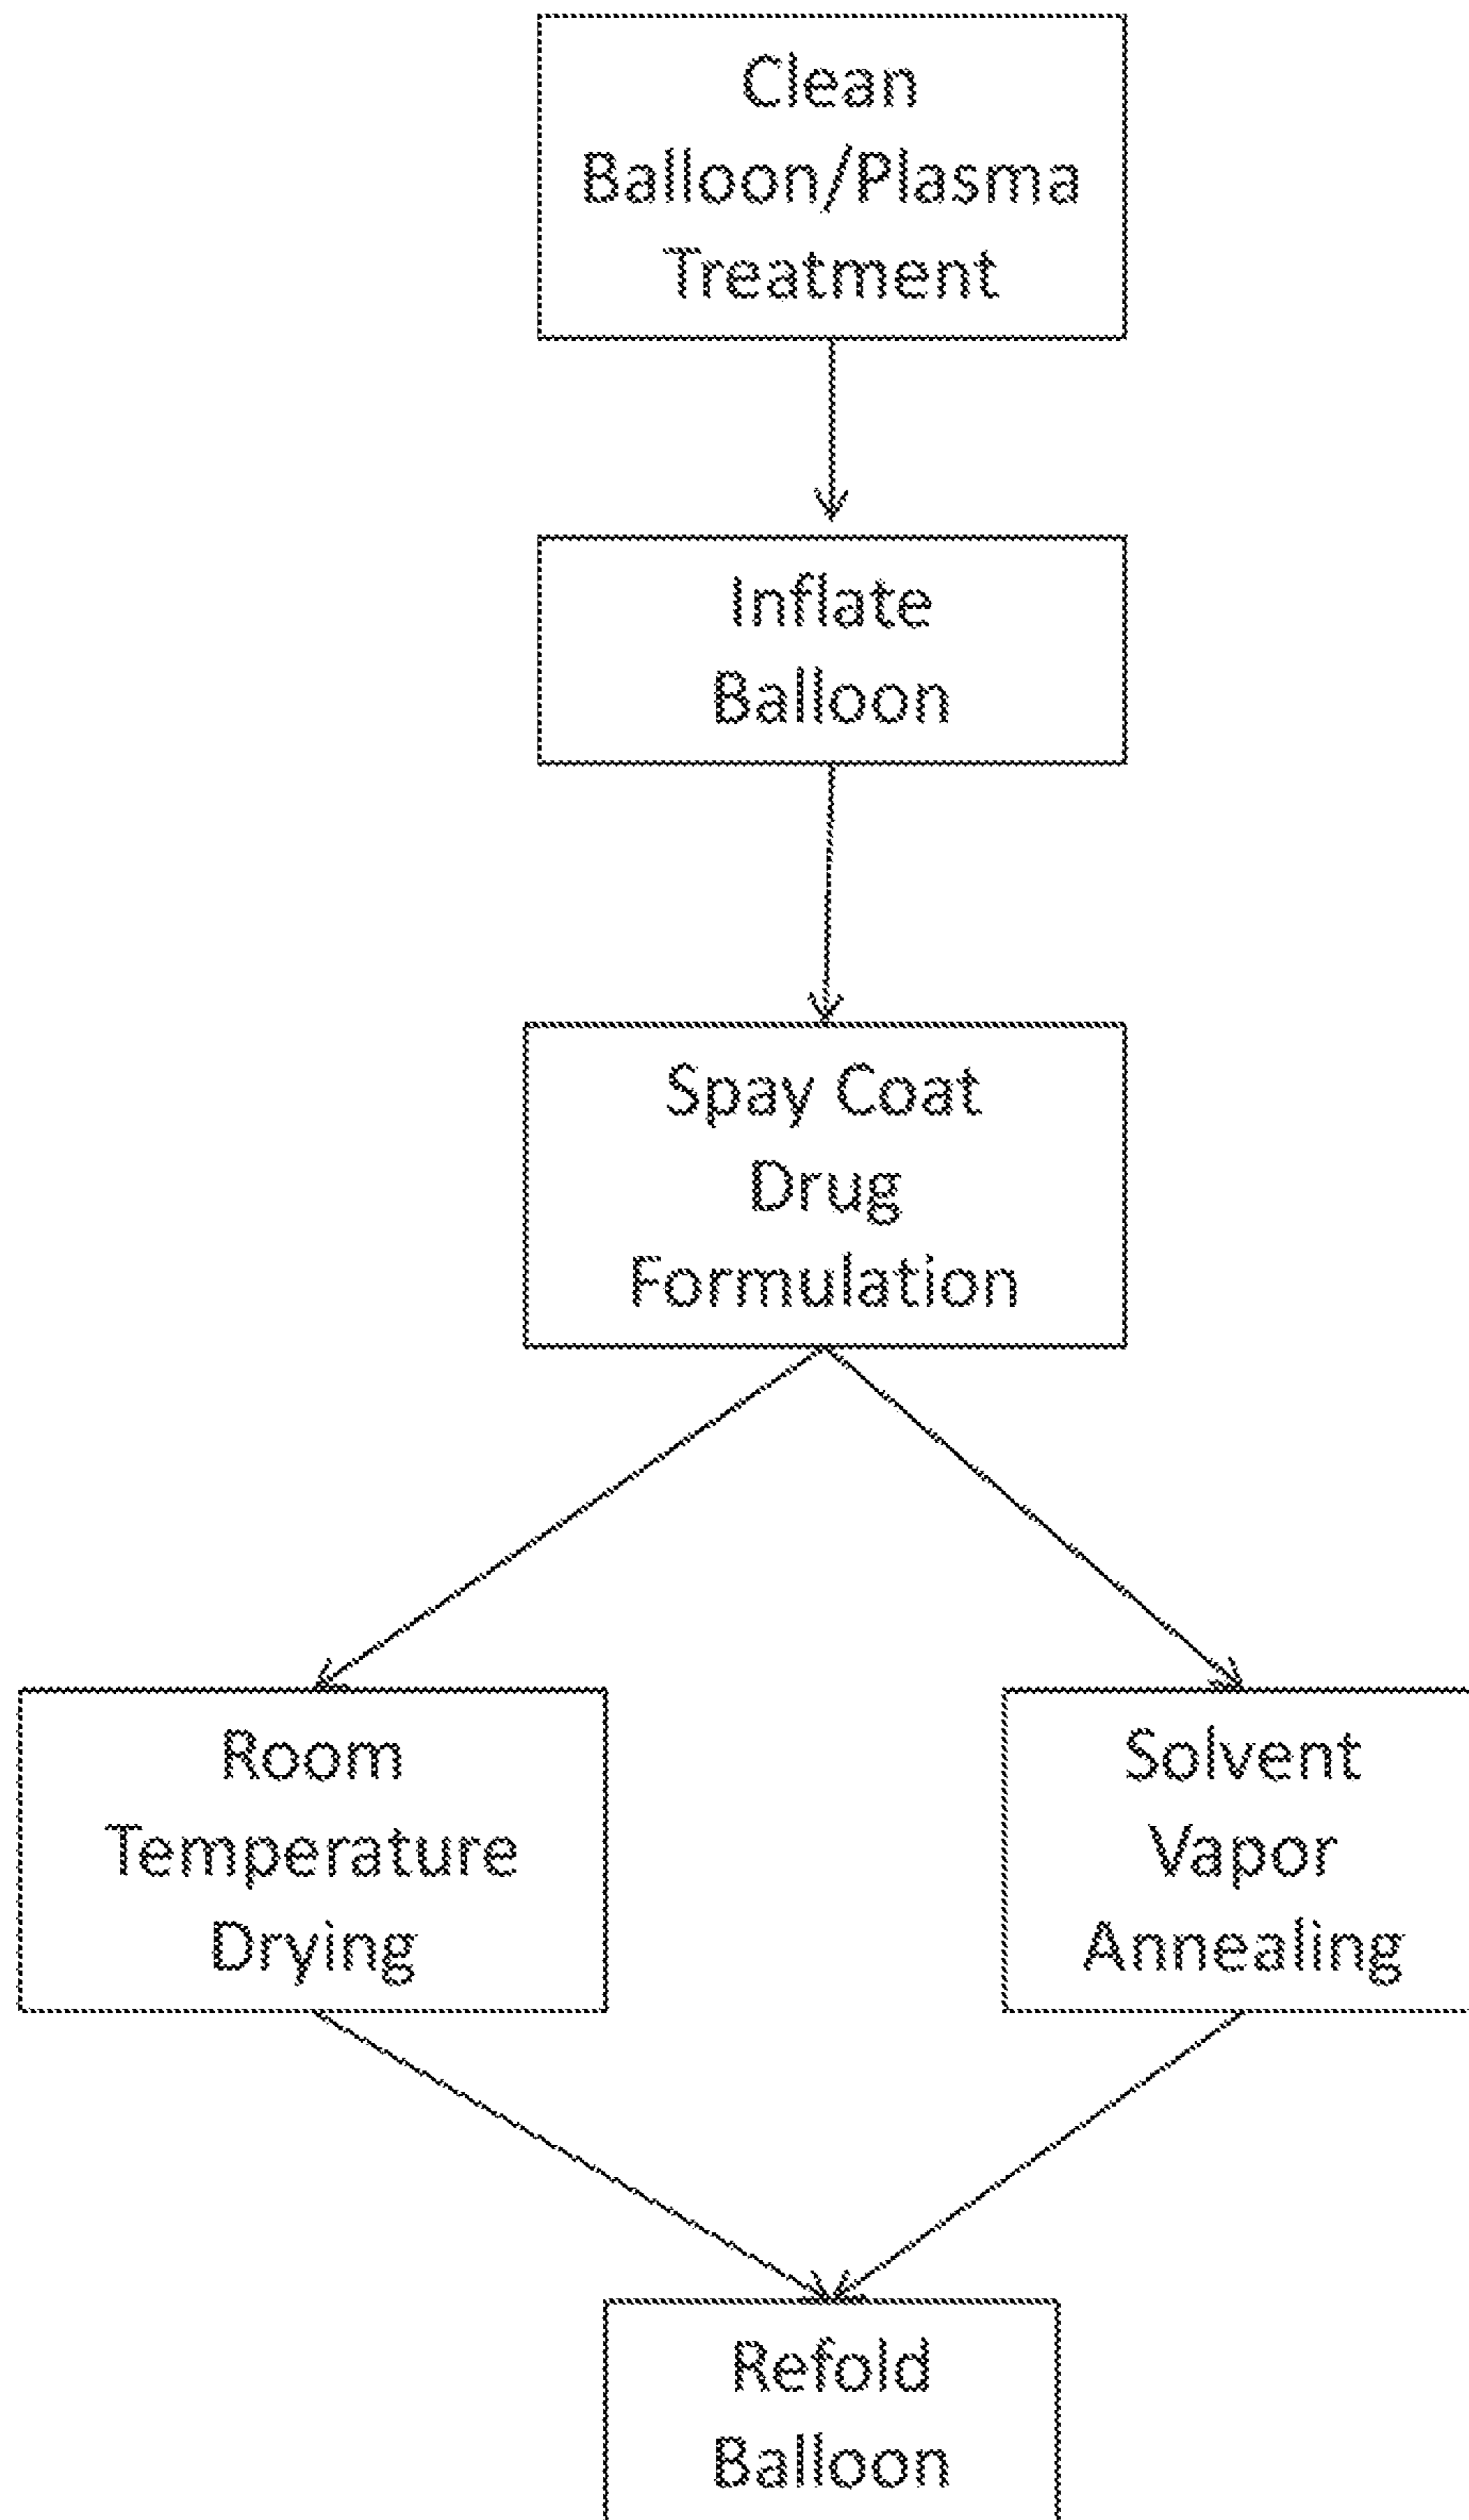 Clean
Balloon/Plasma
Treatment
Inflate
Balloon
Spay Coat
Drug
Formulation
Room
Temperature
Drying
Solvent
Vapor
Annealing
Refold
Balloon